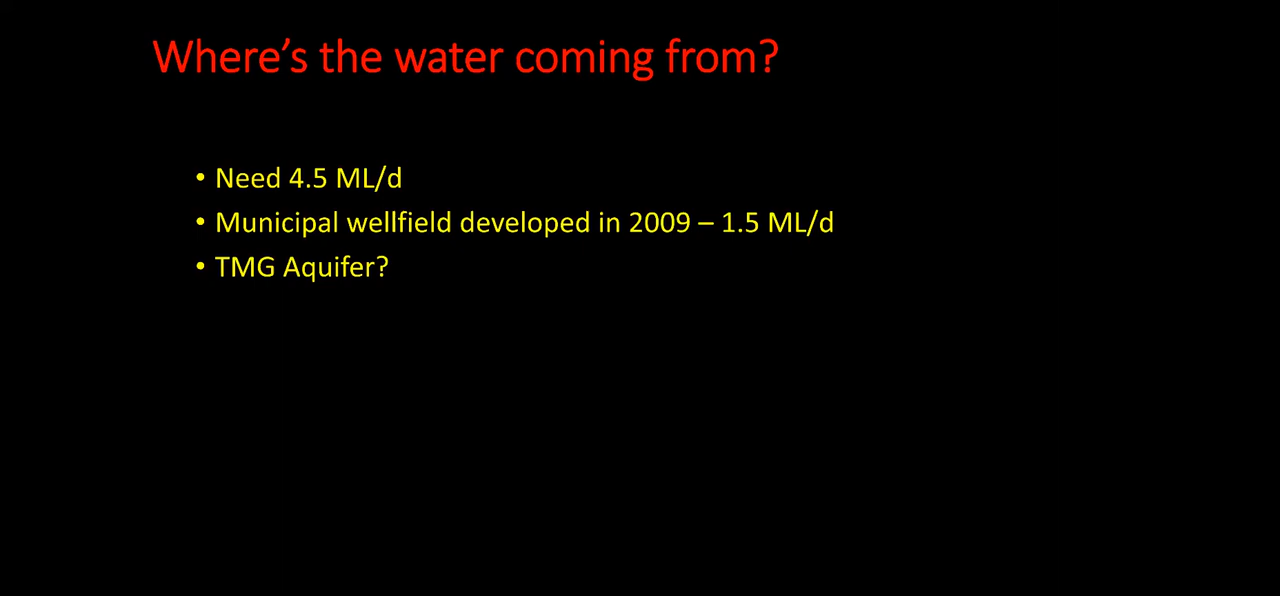 Where’s the water coming from?
• Need 4.5 ML/d
• Municipal wellfield developed in 2009 – 1.5 ML/d
• TMG Aquifer?